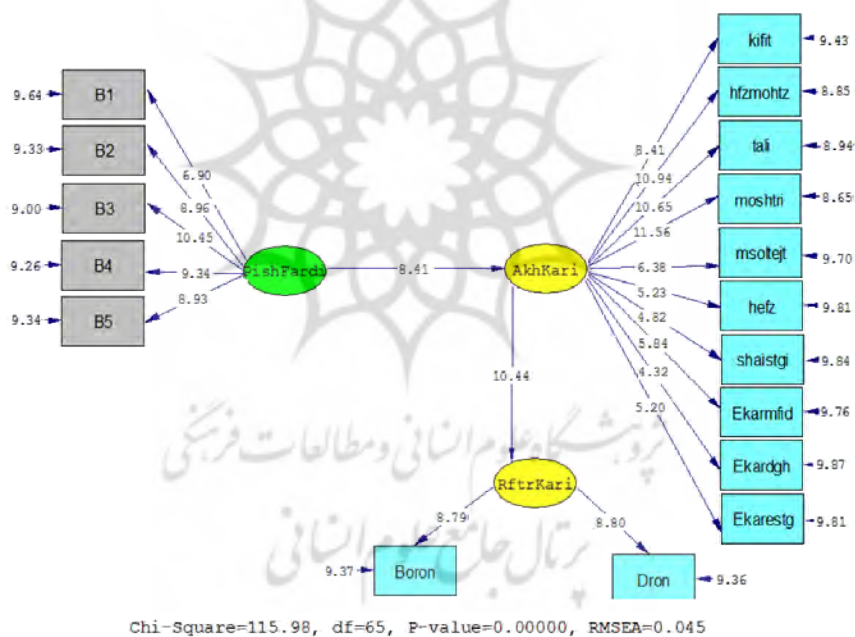 kifit
9.43
9.64
B1
hfzmohtz
8.85
9.33
B2
tali
8.94
9.00
B3
moshtri
8.65
9.26
B4
msoltejt
9.70
9.34
B5
hefz
9.81
6.90
8.96
10.45
9.34
8.93
PishFardi
8.41
AkhKari
8.41
10.94
10.65
11.56
6.38
5.23
4.82
5.84
4.32
5.20
shaistgi
9.84
Ekarmfid
9.76
Ekardgh
9.87
Ekarestg
9.81
10.44
پژوهشگاه علوم انسانی و مطالعات فرهنگی
RftrKari
8.79
8.80
پرتال جامع علوم انسانی
9.37
Boron
Dron
9.36
Chi-Square=115.98, df=65, P-value=0.00000, RMSEA=0.045